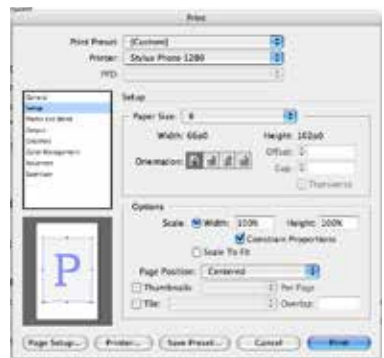 Print
Print Preset: [Custom]
Printer: Stylus Photo 1280
PPD:
General
Setup
Marks and Bleed
Output
Graphics
Color Management
Advanced
Summary
Setup
Paper Size:
Width: 66p0 Height: 102p0
Orientation: Offset:
Gap:
Transverse
Options
Scale: Width: 100% Height: 100%
Constrain Proportions
Scale To Fit
Page Position: Centered
Thumbnails: Per Page
Tile: Overlap:
P
Page Setup... Printer... Save Preset... Cancel Print